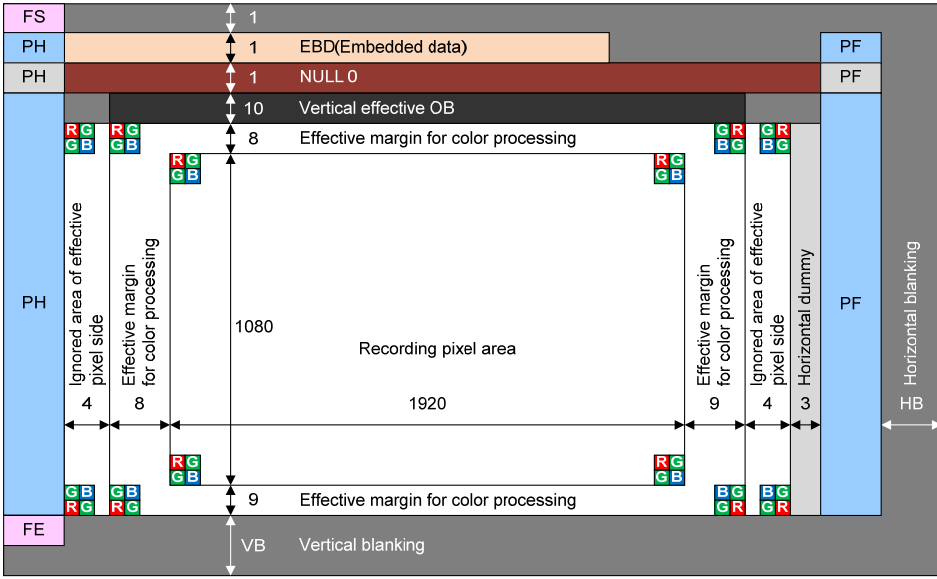 FS
1
PH
1
EBD(Embedded data)
PF
PH
1
NULL 0
PF
10
Vertical effective OB
R G
G B
R G
G B
8
Effective margin for color processing
G R
B G
G R
B G
R G
G B
R G
G B
PH
Ignored area of effective
pixel side
4
Effective margin
for color processing
8
1080
Recording pixel area
1920
Effective margin
for color processing
9
Ignored area of effective
pixel side
4
Horizontal dummy
3
PF
Horizontal blanking
HB
R G
G B
R G
G B
G B
R G
G B
R G
9
Effective margin for color processing
B G
G R
B G
G R
FE
VB
Vertical blanking